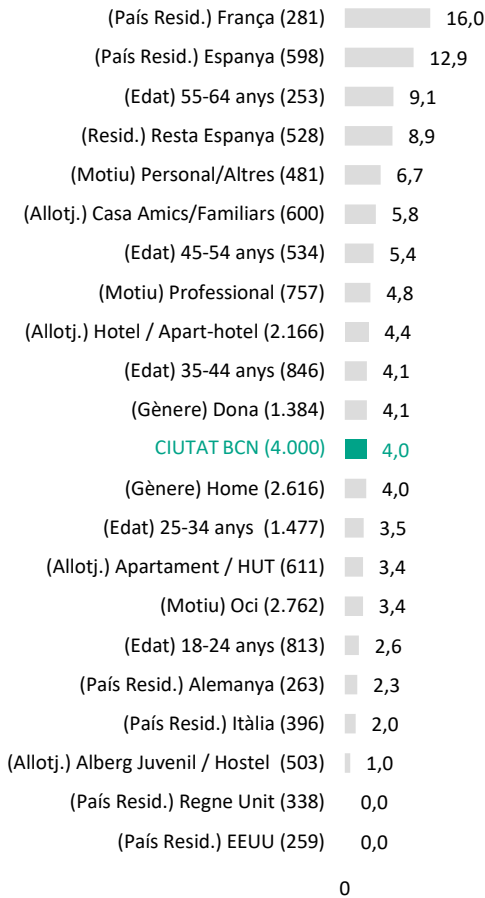 (País Resid.) França (281) 16,0
(País Resid.) Espanya (598) 12,9
(Edat) 55-64 anys (253) 9,1
(Resid.) Resta Espanya (528) 8,9
(Motiu) Personal/Altres (481) 6,7
(Allotj.) Casa Amics/Familiars (600) 5,8
(Edat) 45-54 anys (534) 5,4
(Motiu) Professional (757) 4,8
(Allotj.) Hotel / Apart-hotel (2.166) 4,4
(Edat) 35-44 anys (846) 4,1
(Gènere) Dona (1.384) 4,1
CIUTAT BCN (4.000) 4,0
(Gènere) Home (2.616) 4,0
(Edat) 25-34 anys (1.477) 3,5
(Allotj.) Apartament / HUT (611) 3,4
(Motiu) Oci (2.762) 3,4
(Edat) 18-24 anys (813) 2,6
(País Resid.) Alemanya (263) 2,3
(País Resid.) Itàlia (396) 2,0
(Allotj.) Alberg Juvenil / Hostel (503) 1,0
(País Resid.) Regne Unit (338) 0,0
(País Resid.) EEUU (259) 0,0
0